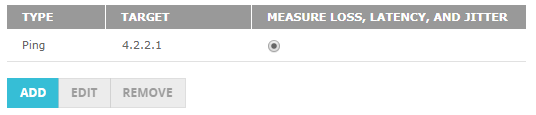 TYPE TARGET MEASURE LOSS, LATENCY, AND JITTER
Ping 4.2.2.1
ADD EDIT REMOVE